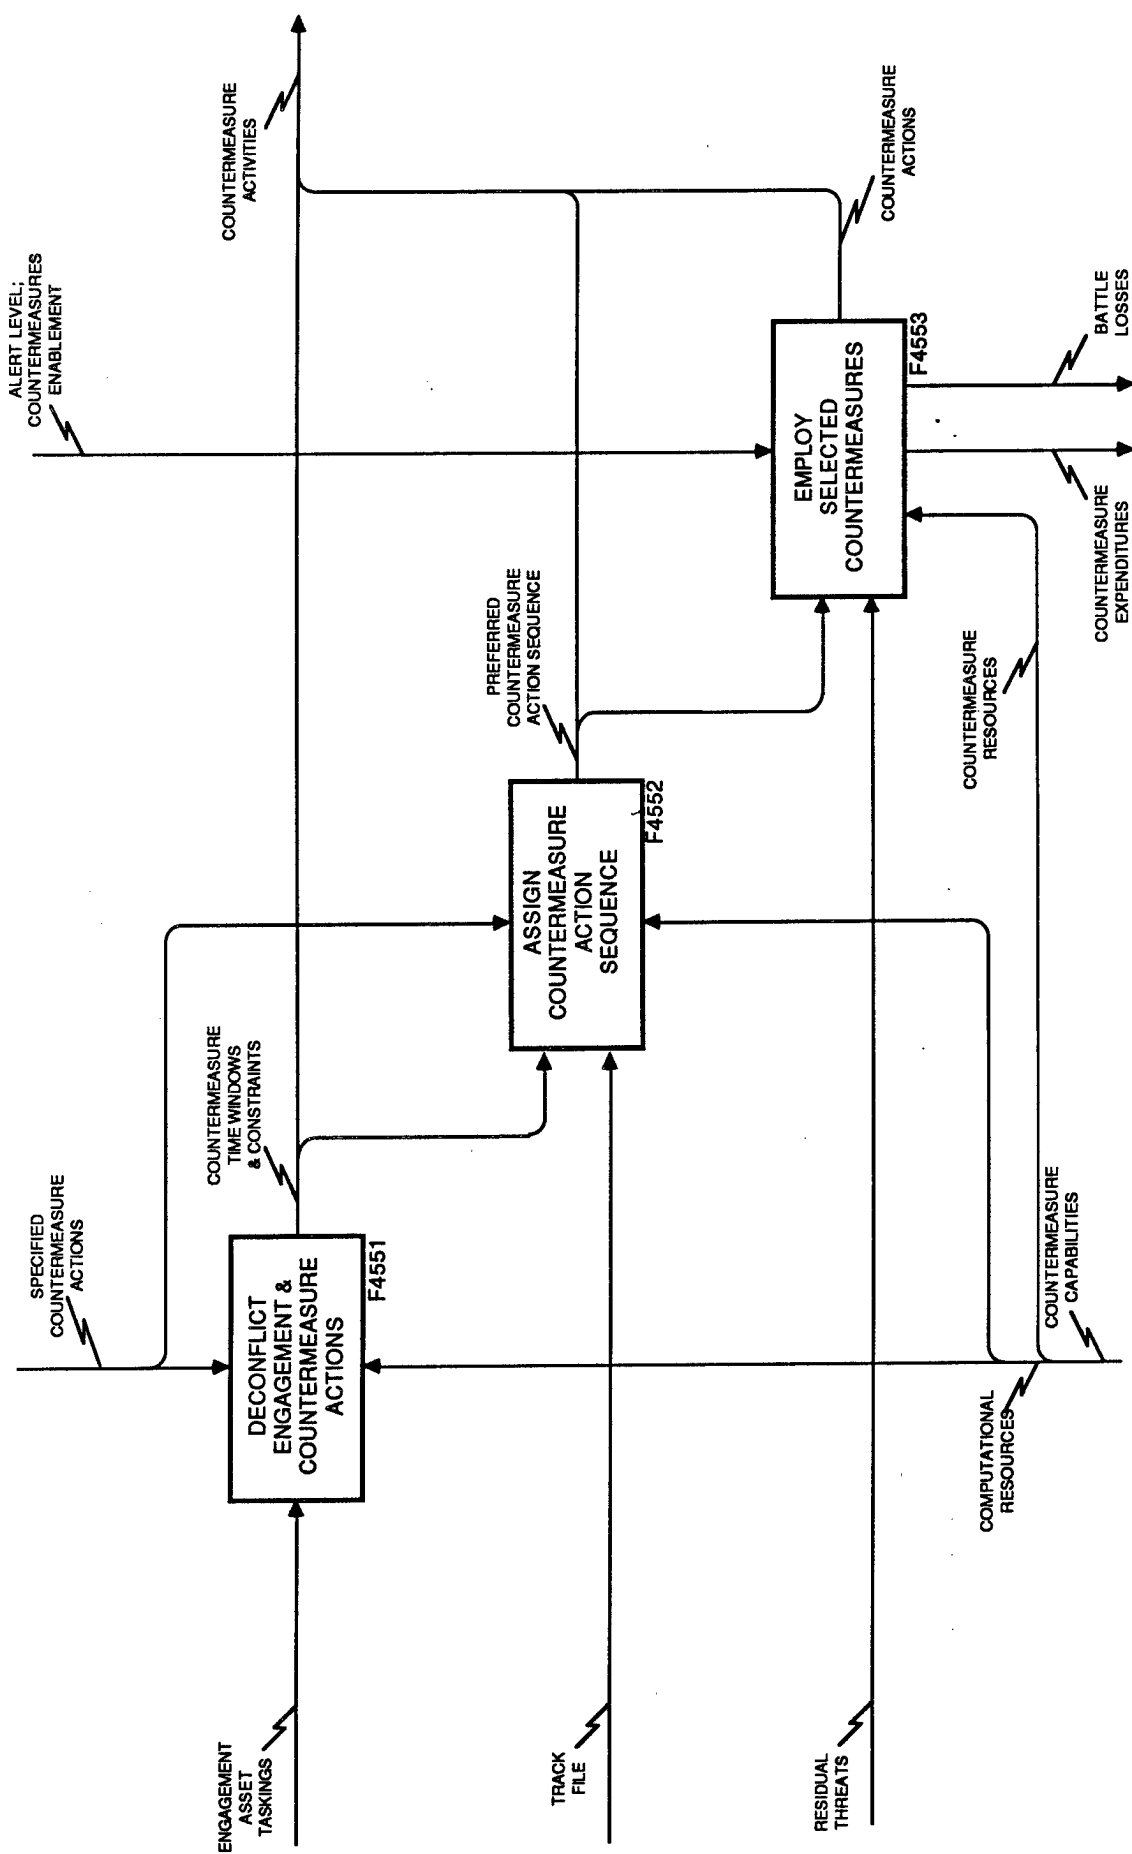 SPECIFIED
COUNTERMEASURE
ACTIONS
ALERT LEVEL;
COUNTERMEASURES
ENABLEMENT
ENGAGEMENT
ASSET
TASKINGS
DECONFLICT
ENGAGEMENT &
COUNTERMEASURE
ACTIONS
F4551
COUNTERMEASURE
TIME WINDOWS
& CONSTRAINTS
COUNTERMEASURE
ACTIVITIES
TRACK
FILE
ASSIGN
COUNTERMEASURE
ACTION
SEQUENCE
F4552
PREFERRED
COUNTERMEASURE
ACTION SEQUENCE
RESIDUAL
THREATS
EMPLOY
SELECTED
COUNTERMEASURES
F4553
COUNTERMEASURE
ACTIONS
COMPUTATIONAL
RESOURCES
COUNTERMEASURE
CAPABILITIES
COUNTERMEASURE
RESOURCES
COUNTERMEASURE
EXPENDITURES
BATTLE
LOSSES